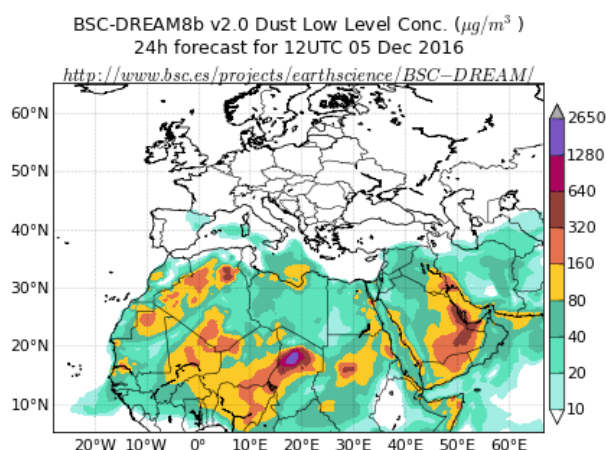 BSC-DREAM8b v2.0 Dust Low Level Conc. (μg/m³ )
24h forecast for 12UTC 05 Dec 2016
http://www.bsc.es/projects/earthscience/BSC−DREAM/
60°N
50°N
40°N
30°N
20°N
10°N
20°W 10°W 0° 10°E 20°E 30°E 40°E 50°E 60°E
2650
1280
640
320
160
80
40
20
10